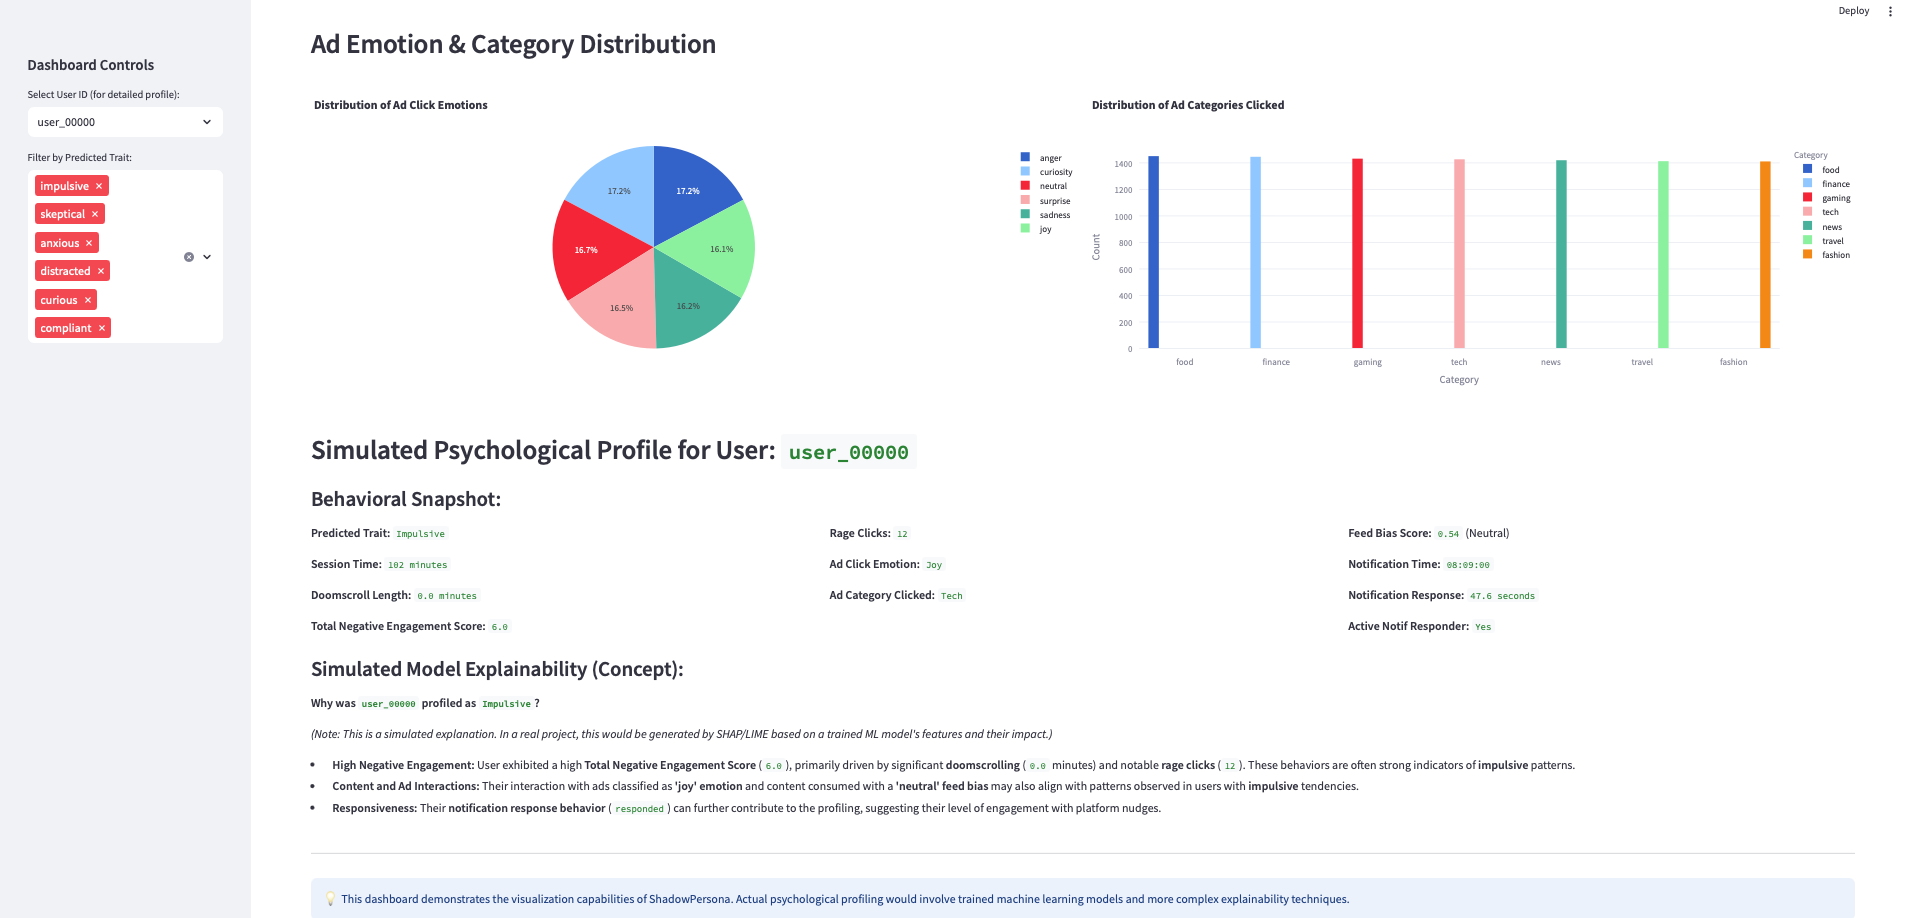 Deploy
Dashboard Controls
Select User ID (for detailed profile):
user_00000
Filter by Predicted Trait:
impulsive ×
skeptical ×
anxious ×
distracted ×
curious ×
compliant ×
Ad Emotion & Category Distribution
Distribution of Ad Click Emotions
17.2%
17.2%
16.7%
16.1%
16.5%
16.2%
anger
curiosity
neutral
surprise
sadness
joy
Distribution of Ad Categories Clicked
Count
1400
1200
1000
800
600
400
200
0
food finance gaming tech news travel fashion
Category
Category
food
finance
gaming
tech
news
travel
fashion
Simulated Psychological Profile for User: user_00000
Behavioral Snapshot:
Predicted Trait: Impulsive
Session Time: 102 minutes
Doomscroll Length: 0.0 minutes
Total Negative Engagement Score: 6.0
Rage Clicks: 12
Ad Click Emotion: Joy
Ad Category Clicked: Tech
Feed Bias Score: 0.54 (Neutral)
Notification Time: 08:09:00
Notification Response: 47.6 seconds
Active Notif Responder: Yes
Simulated Model Explainability (Concept):
Why was user_00000 profiled as Impulsive ?
(Note: This is a simulated explanation. In a real project, this would be generated by SHAP/LIME based on a trained ML model's features and their impact.)
• High Negative Engagement: User exhibited a high Total Negative Engagement Score ( 6.0 ), primarily driven by significant doomscrolling ( 0.0 minutes) and notable rage clicks ( 12 ). These behaviors are often strong indicators of impulsive patterns.
• Content and Ad Interactions: Their interaction with ads classified as 'joy' emotion and content consumed with a 'neutral' feed bias may also align with patterns observed in users with impulsive tendencies.
• Responsiveness: Their notification response behavior ( responded ) can further contribute to the profiling, suggesting their level of engagement with platform nudges.
This dashboard demonstrates the visualization capabilities of ShadowPersona. Actual psychological profiling would involve trained machine learning models and more complex explainability techniques.